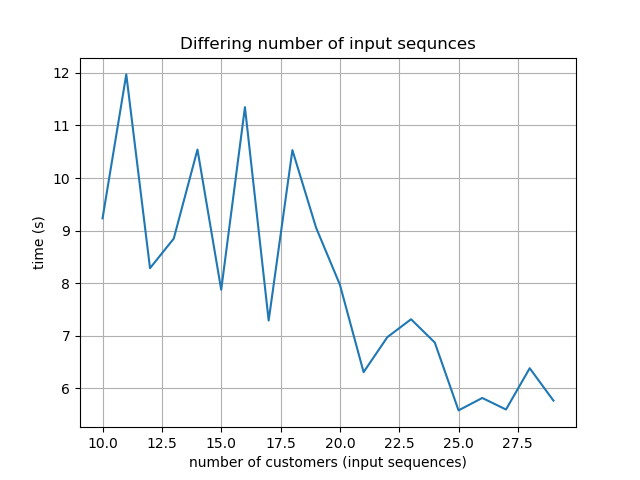 Differing number of input sequnces
12
11
10
9
8
7
6
time (s)
10.0 12.5 15.0 17.5 20.0 22.5 25.0 27.5
number of customers (input sequences)